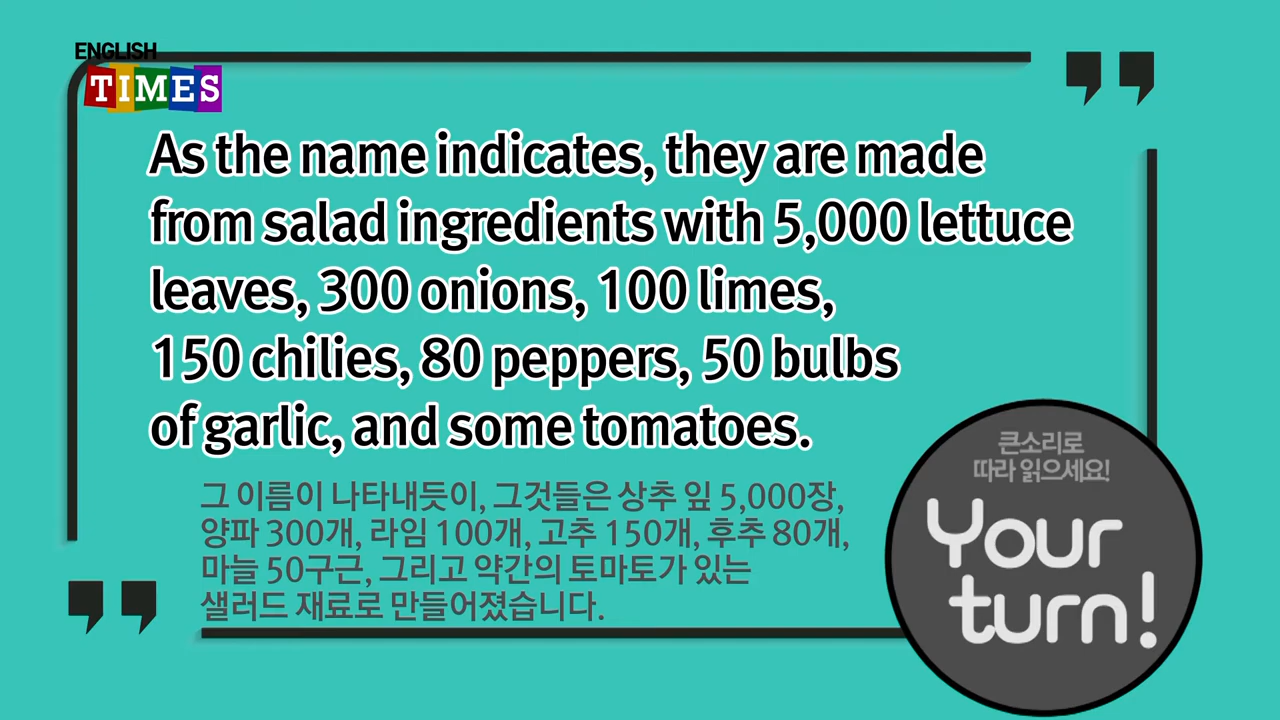 ENGLISH
TIMES
As the name indicates, they are made
from salad ingredients with 5,000 lettuce
leaves, 300 onions, 100 limes,
150 chilies, 80 peppers, 50 bulbs
of garlic, and some tomatoes.
그 이름이 나타내듯이, 그것들은 상추 잎 5,000장,
양파 300개, 라임 100개, 고추 150개, 후추 80개,
마늘 50구근, 그리고 약간의 토마토가 있는
샐러드 재료로 만들어졌습니다.
큰소리로
따라 읽으세요!
Your
turn!